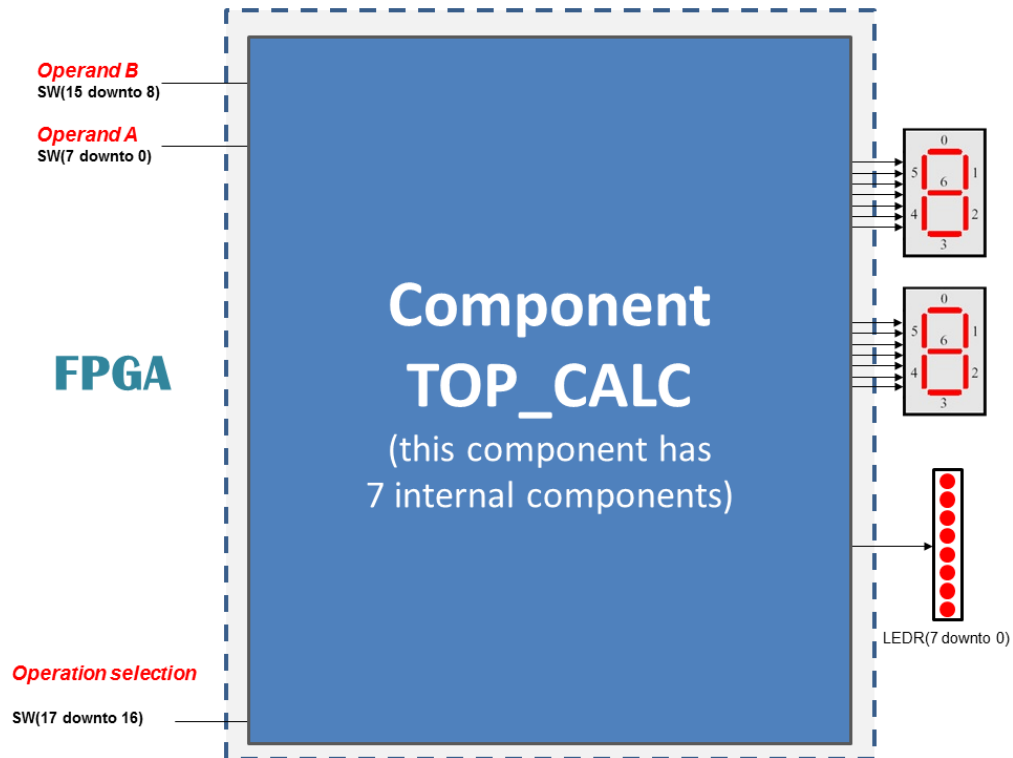 Operand B
SW(15 downto 8)
Operand A
SW(7 downto 0)
0
5
1
6
4
2
3
0
5
1
6
4
2
3
FPGA
Component
TOP_CALC
(this component has
7 internal components)
LEDR(7 downto 0)
Operation selection
SW(17 downto 16)